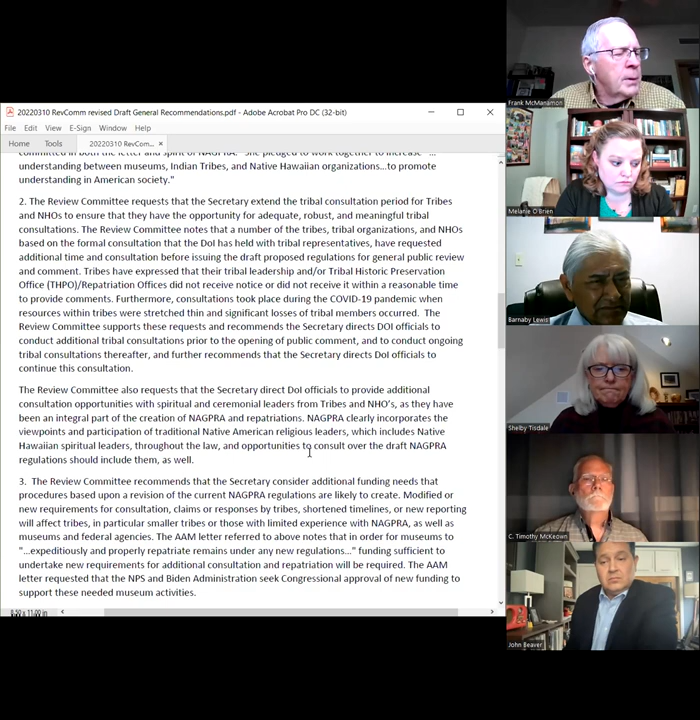 20220310 RevComm revised Draft General Recommendations.pdf - Adobe Acrobat Pro DC (32-bit)
File Edit View E-Sign Window Help
Home Tools 20220310 RevCom... ×
committed in both the letter and spirit of NAGPRA. She pledged to work together to increase "...
understanding between museums, Indian Tribes, and Native Hawaiian organizations...to promote
understanding in American society."
2. The Review Committee requests that the Secretary extend the tribal consultation period for Tribes
and NHOs to ensure that they have the opportunity for adequate, robust, and meaningful tribal
consultations. The Review Committee notes that a number of the tribes, tribal organizations, and NHOs
based on the formal consultation that the DoI has held with tribal representatives, have requested
additional time and consultation before issuing the draft proposed regulations for general public review
and comment. Tribes have expressed that their tribal leadership and/or Tribal Historic Preservation
Office (THPO)/Repatriation Offices did not receive notice or did not receive it within a reasonable time
to provide comments. Furthermore, consultations took place during the COVID-19 pandemic when
resources within tribes were stretched thin and significant losses of tribal members occurred. The
Review Committee supports these requests and recommends the Secretary directs DOI officials to
conduct additional tribal consultations prior to the opening of public comment, and to conduct ongoing
tribal consultations thereafter, and further recommends that the Secretary directs DOI officials to
continue this consultation.
The Review Committee also requests that the Secretary direct DoI officials to provide additional
consultation opportunities with spiritual and ceremonial leaders from Tribes and NHO's, as they have
been an integral part of the creation of NAGPRA and repatriations. NAGPRA clearly incorporates the
viewpoints and participation of traditional Native American religious leaders, which includes Native
Hawaiian spiritual leaders, throughout the law, and opportunities to consult over the draft NAGPRA
regulations should include them, as well.
3. The Review Committee recommends that the Secretary consider additional funding needs that
procedures based upon a revision of the current NAGPRA regulations are likely to create. Modified or
new requirements for consultation, claims or responses by tribes, shortened timelines, or new reporting
will affect tribes, in particular smaller tribes or those with limited experience with NAGPRA, as well as
museums and federal agencies. The AAM letter referred to above notes that in order for museums to
"...expeditiously and properly repatriate remains under any new regulations..." funding sufficient to
undertake new requirements for additional consultation and repatriation will be required. The AAM
letter requested that the NPS and Biden Administration seek Congressional approval of new funding to
support these needed museum activities.
8.50 x 11.00 in
Frank McManamon
Melanie O'Brien
Barnaby Lewis
Shelby Tisdale
C. Timothy McKeown
John Beaver